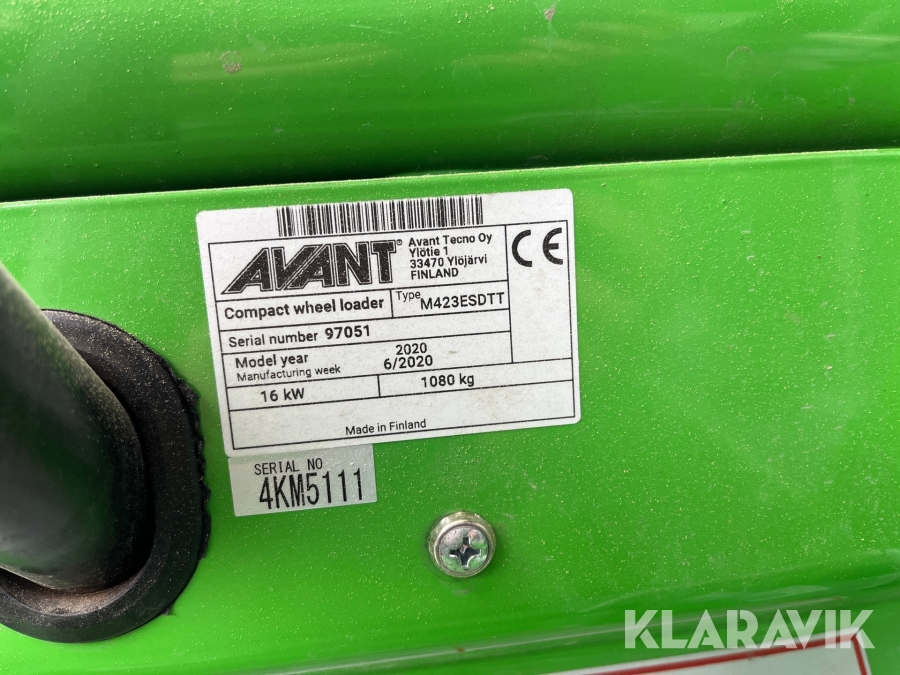 AVANT®
Avant Tecno Oy
Ylötie 1
33470 Ylöjärvi
FINLAND
CE
Compact wheel loader
Type M423ESDTT
Serial number 97051
Model year 2020
Manufacturing week 6/2020
16 kW 1080 kg
Made in Finland
SERIAL NO
4KM5111
KLARAVIK